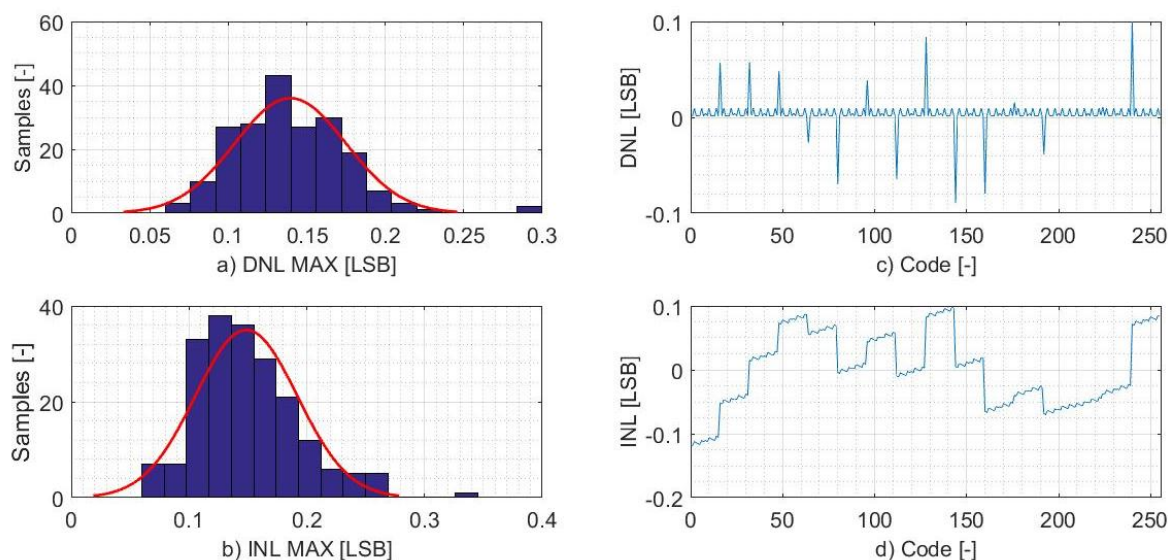 60
40
20
0
Samples [-]
0 0.05 0.1 0.15 0.2 0.25 0.3
a) DNL MAX [LSB]
0.1
0
-0.1
DNL [LSB]
0 50 100 150 200 250
c) Code [-]
40
20
0
Samples [-]
0 0.1 0.2 0.3 0.4
b) INL MAX [LSB]
0.1
0
-0.1
-0.2
INL [LSB]
0 50 100 150 200 250
d) Code [-]